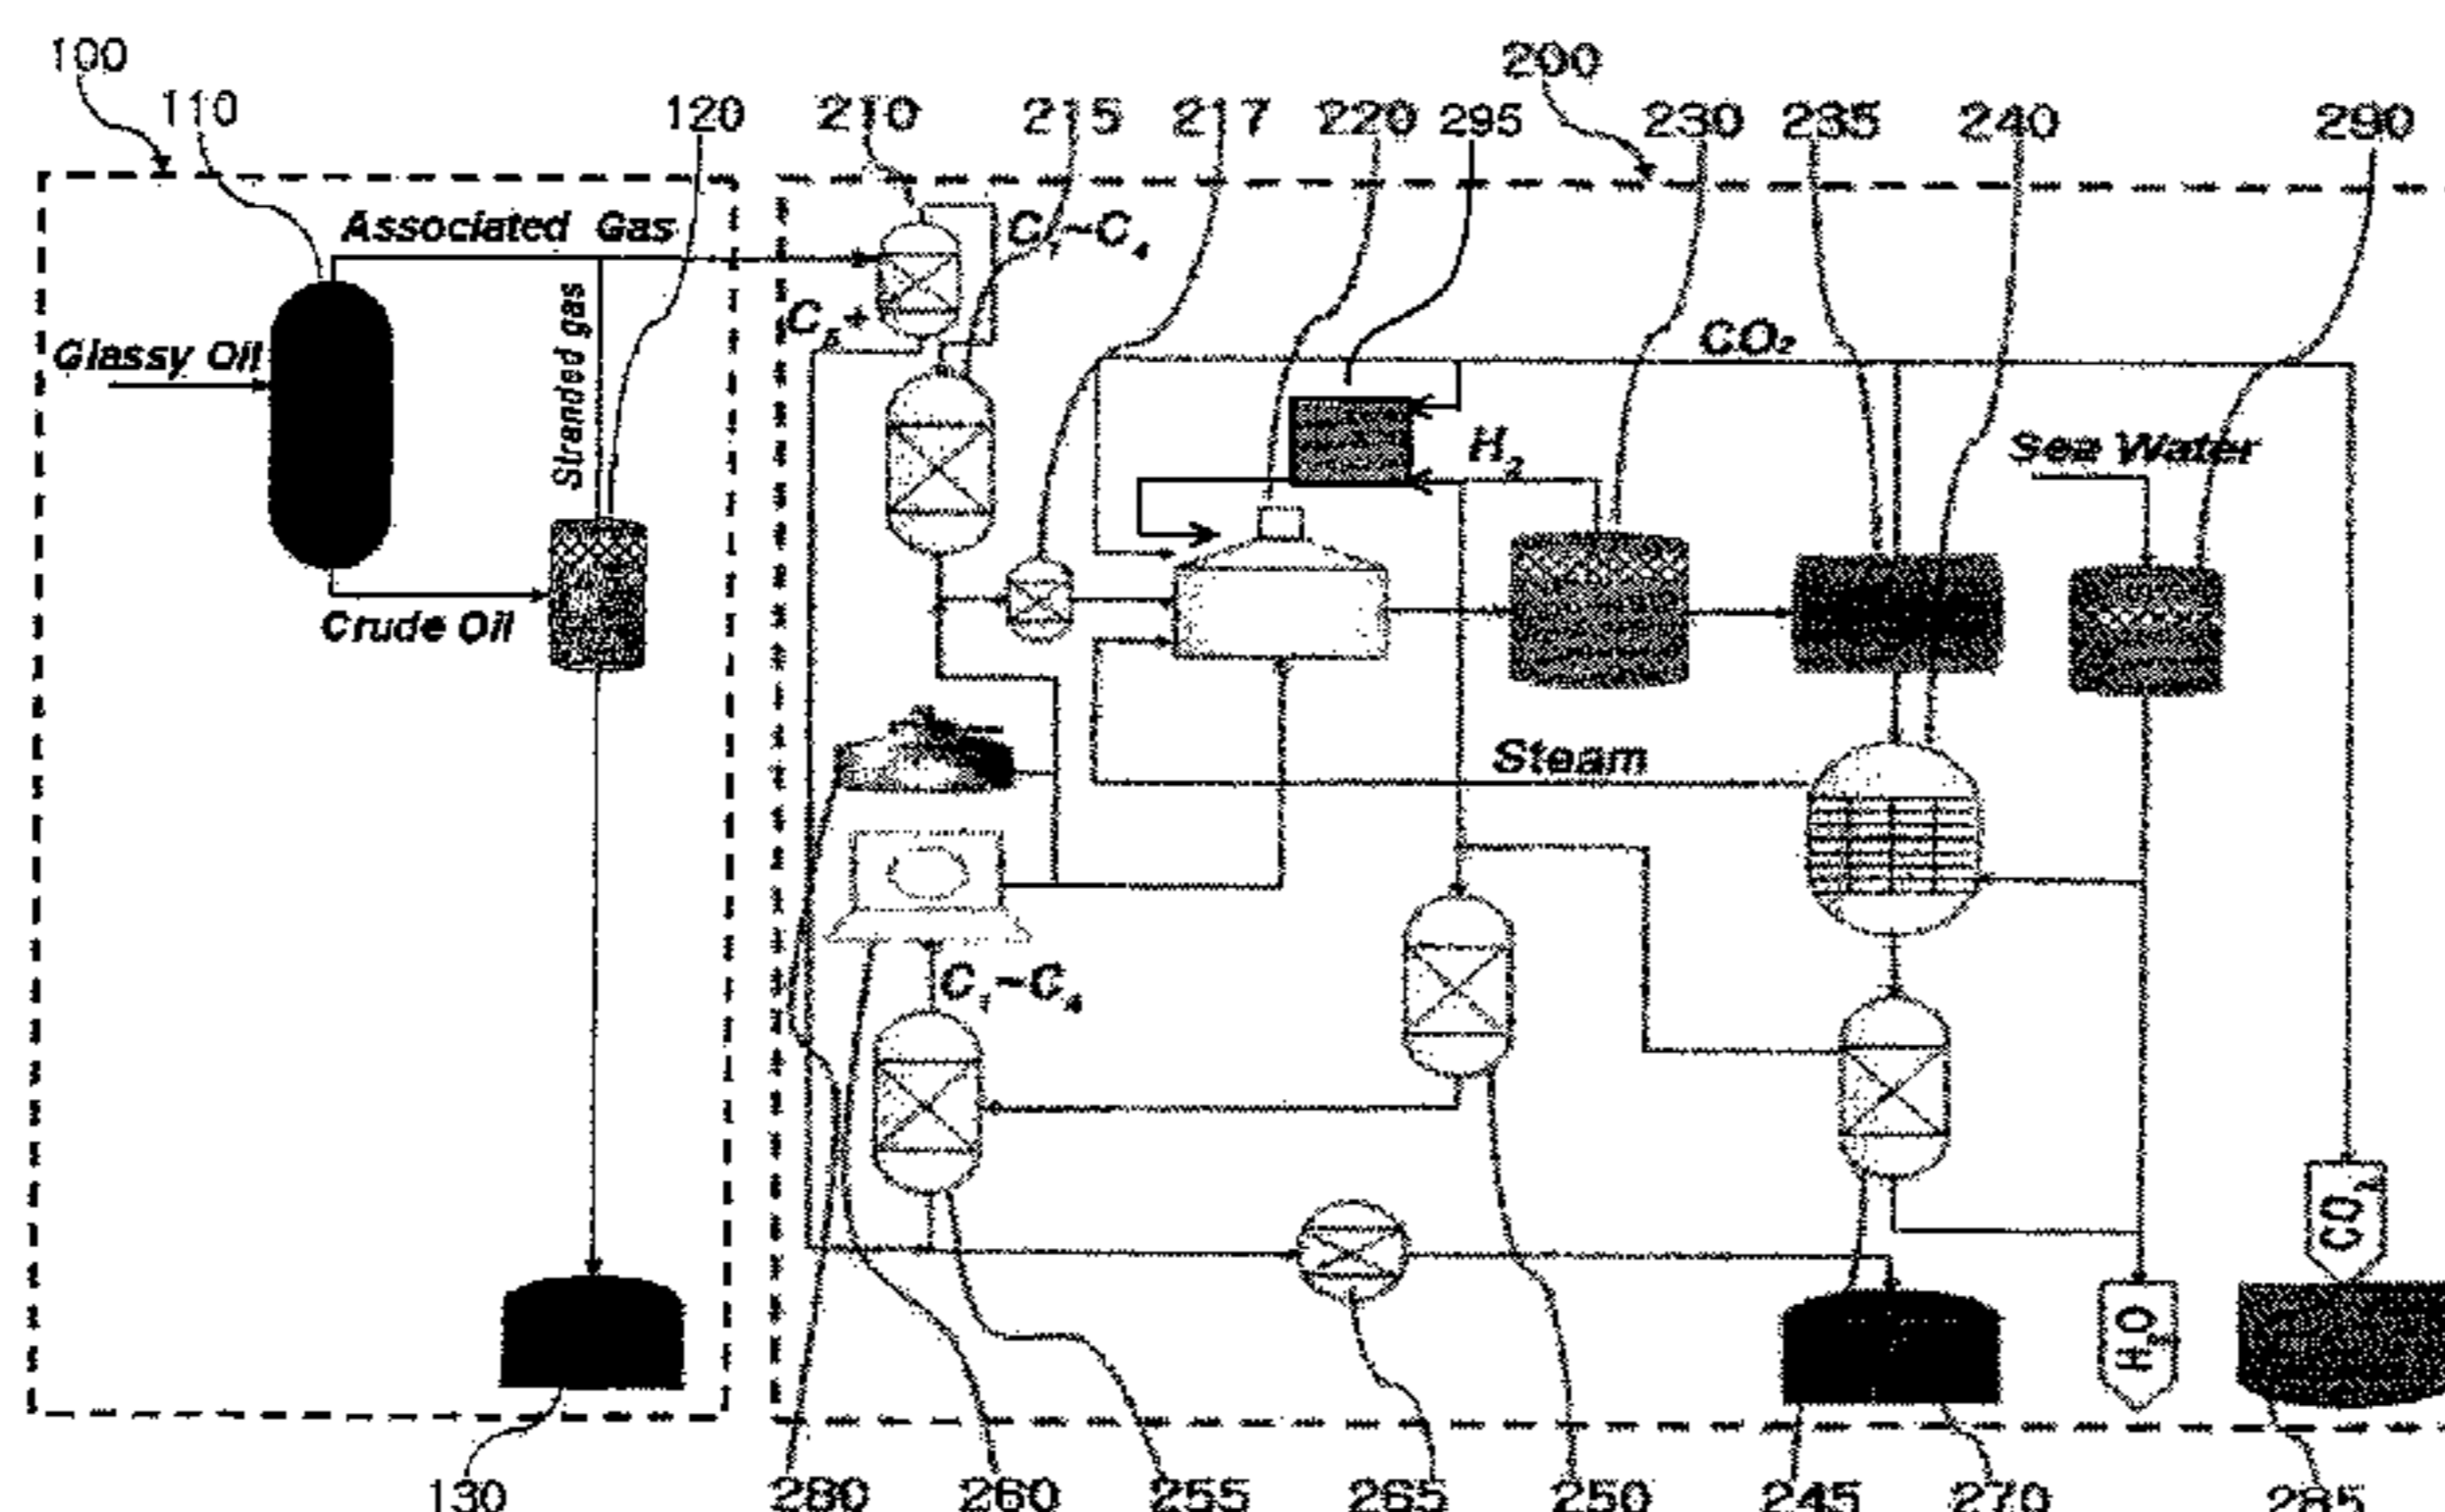 100
110
120
210
215
217
220
295
200
230
235
240
290
Associated Gas
C₁~C₄
C₅+
Glassy Oil
Stranded gas
CO₂
H₂
Sea Water
Crude Oil
Steam
C₁~C₄
CO₂
H₂O
130
280
260
255
265
250
245
270
285